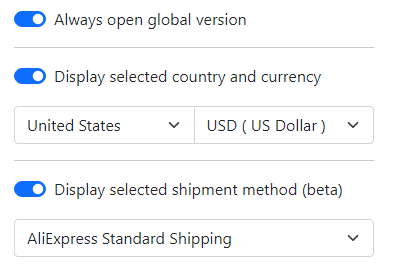 Always open global version
Display selected country and currency
United States USD ( US Dollar )
Display selected shipment method (beta)
AliExpress Standard Shipping